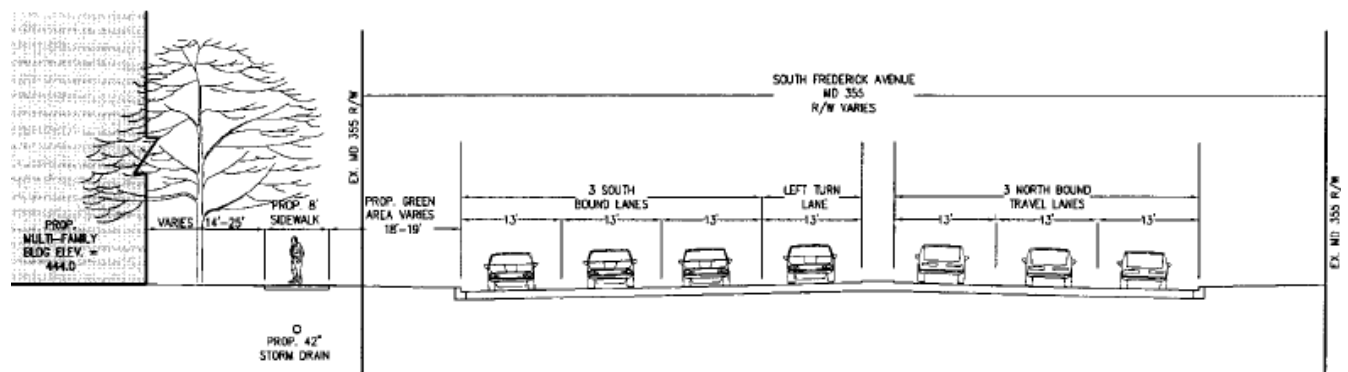 SOUTH FREDERICK AVENUE
MD 355
R/W VARIES
EX. MD 355 R/W
EX. MD 355 R/W
PROP.
MULTI-FAMILY
BLDG ELEV. =
444.0
VARIES 14'-25'
PROP. 8'
SIDEWALK
PROP. GREEN
AREA VARIES
18'-19'
3 SOUTH
BOUND LANES
13'
13'
13'
LEFT TURN
LANE
13'
3 NORTH BOUND
TRAVEL LANES
13'
13'
13'
PROP. 42"
STORM DRAIN